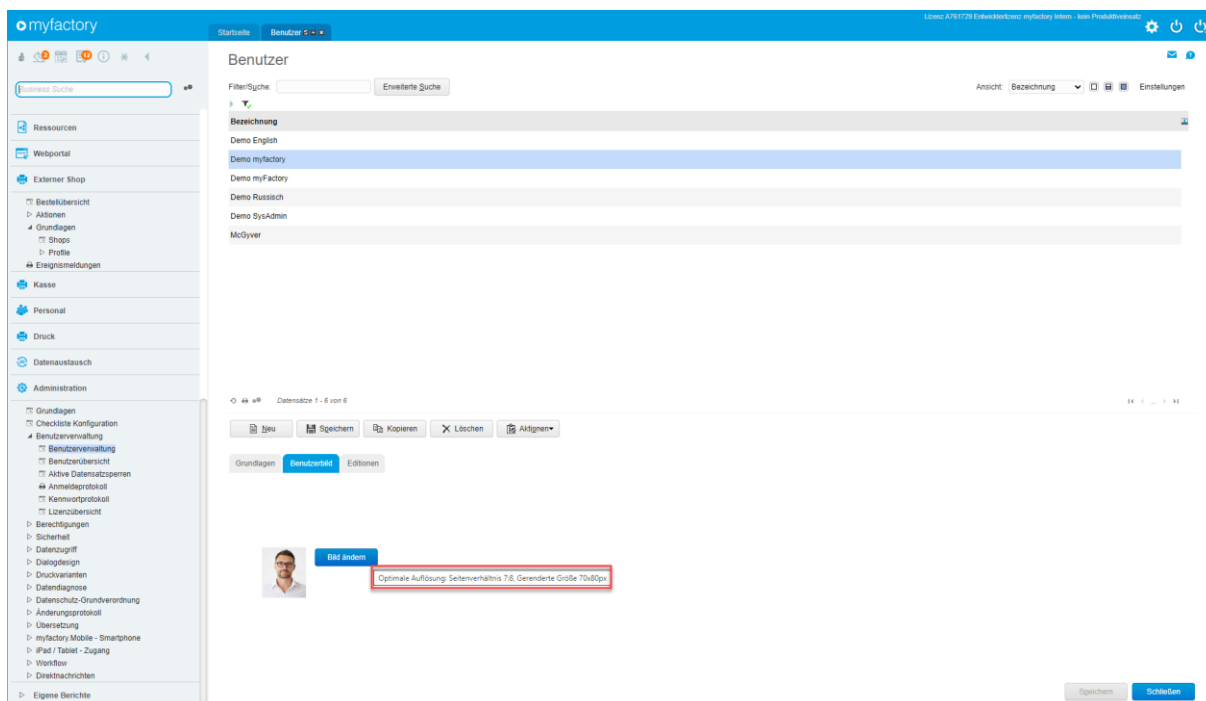 Lizenz A761729 Entwicklerlizenz myfactory Intern - kein Produktiveinsatz
myfactory
Startseite Benutzer
2 12
Business Suche
Ressourcen
Webportal
Externer Shop
Bestellübersicht
Aktionen
Grundlagen
Shops
Profile
Ereignismeldungen
Kasse
Personal
Druck
Datenaustausch
Administration
Grundlagen
Checkliste Konfiguration
Benutzerverwaltung
Benutzerverwaltung
Benutzerübersicht
Aktive Datensatzsperren
Anmeldeprotokoll
Kennwortprotokoll
Lizenzübersicht
Berechtigungen
Sicherheit
Datenzugriff
Dialogdesign
Druckvarianten
Datendiagnose
Datenschutz-Grundverordnung
Änderungsprotokoll
Übersetzung
myfactory.Mobile - Smartphone
iPad / Tablet - Zugang
Workflow
Direktnachrichten
Eigene Berichte
Benutzer
Filter/Suche: Erweiterte Suche Ansicht: Bezeichnung Einstellungen
Bezeichnung
Demo English
Demo myfactory
Demo myFactory
Demo Russisch
Demo SysAdmin
McGyver
Datensätze 1 - 6 von 6 ...
Neu Speichern Kopieren Löschen Aktionen
Grundlagen Benutzerbild Editionen
Bild ändern
Optimale Auflösung: Seitenverhältnis 7:8, Gerenderte Größe 70x80px
Speichern Schließen